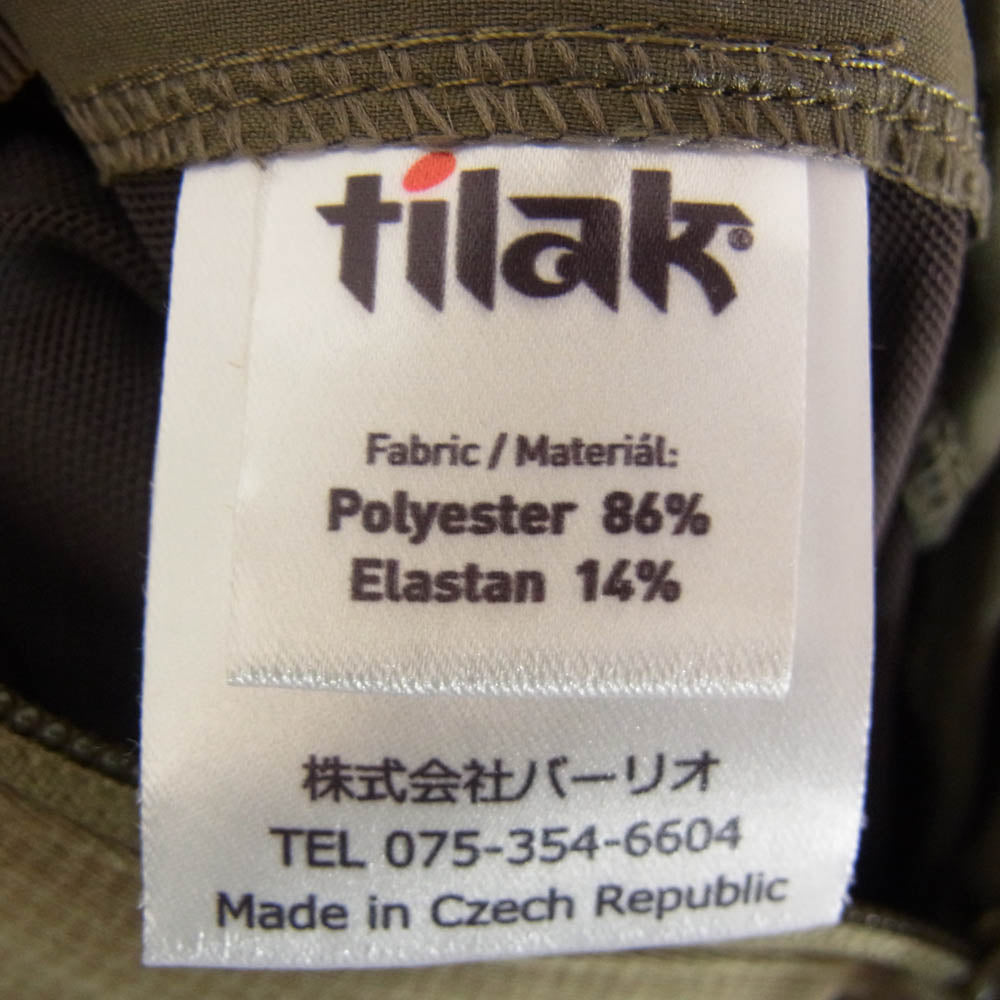 tilak®
Fabric / Materiál:
Polyester 86%
Elastan 14%
株式会社バーリオ
TEL 075-354-6604
Made in Czech Republic